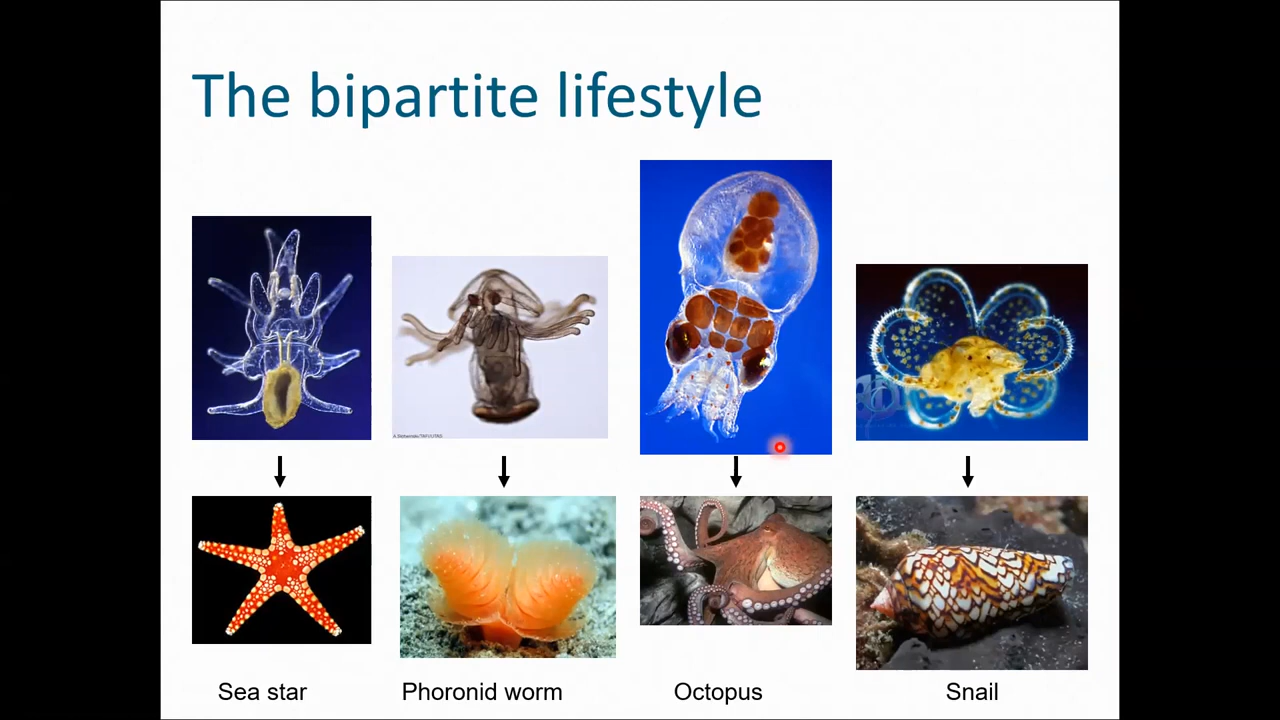 The bipartite lifestyle
Sea star
Phoronid worm
Octopus
Snail